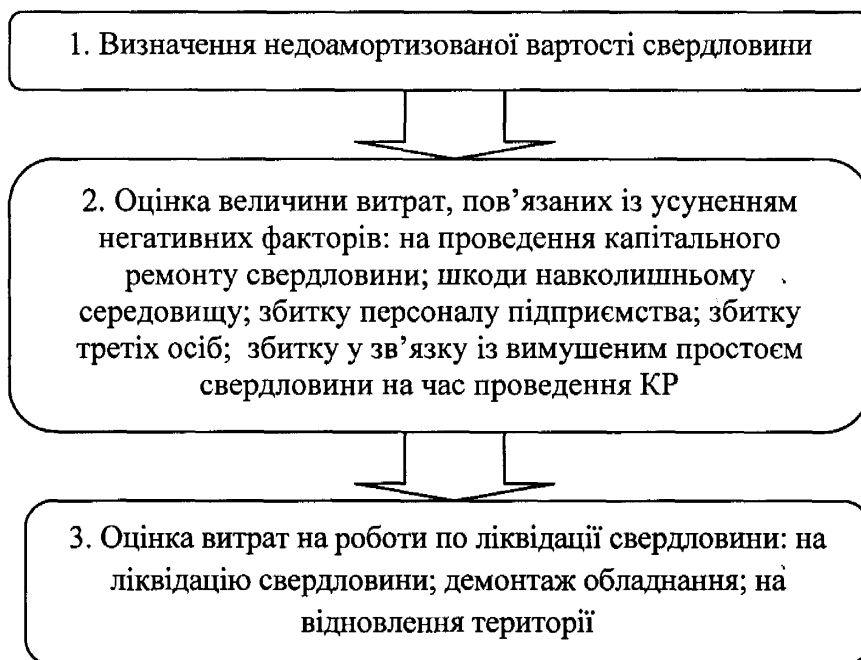 1. Визначення недоамортизованої вартості свердловини
2. Оцінка величини витрат, пов’язаних із усуненням
негативних факторів: на проведення капітального
ремонту свердловини; шкоди навколишньому
середовищу; збитку персоналу підприємства; збитку
третіх осіб; збитку у зв’язку із вимушеним простоєм
свердловини на час проведення КР
3. Оцінка витрат на роботи по ліквідації свердловини: на
ліквідацію свердловини; демонтаж обладнання; на
відновлення території